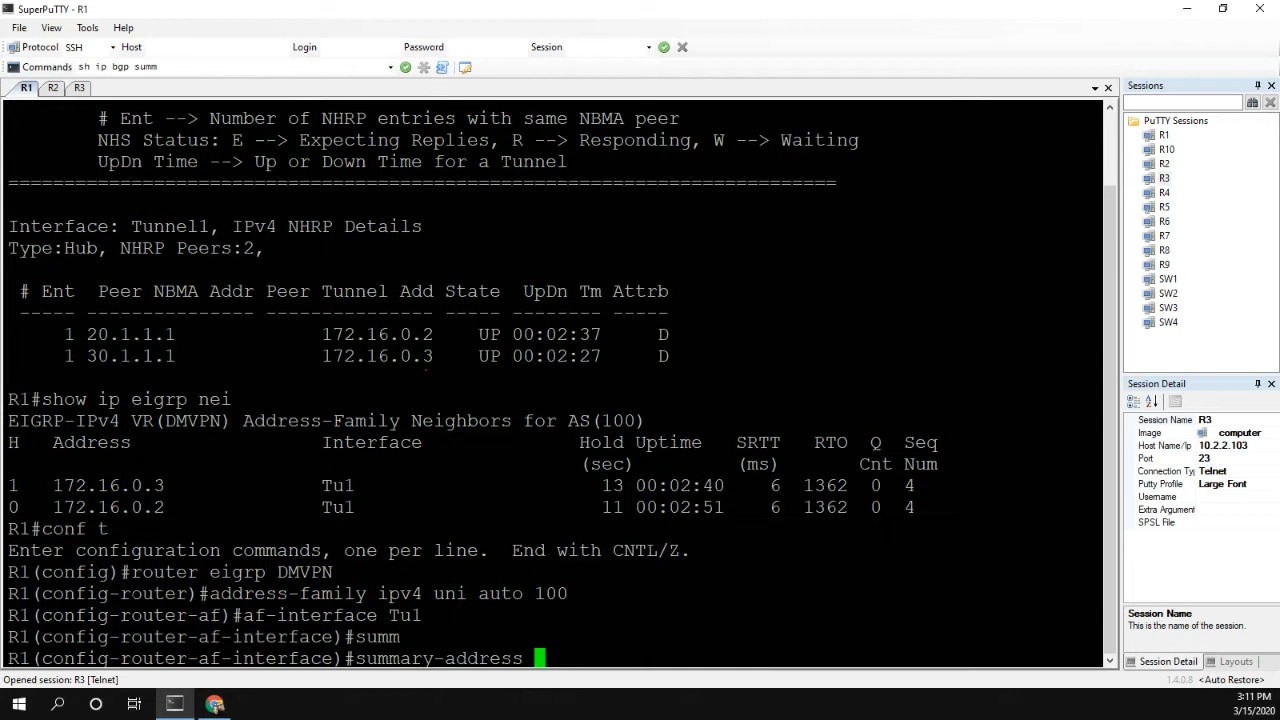 SuperPuTTY - R1
File View Tools Help
Protocol SSH Host Login Password Session
Commands sh ip bgp summ
R1 R2 R3
# Ent --> Number of NHRP entries with same NBMA peer
NHS Status: E --> Expecting Replies, R --> Responding, W --> Waiting
UpDn Time --> Up or Down Time for a Tunnel
==========================================================================
Interface: Tunnel1, IPv4 NHRP Details
Type:Hub, NHRP Peers:2,
# Ent Peer NBMA Addr Peer Tunnel Add State UpDn Tm Attrb
----- --------------- --------------- ----- -------- -----
1 20.1.1.1 172.16.0.2 UP 00:02:37 D
1 30.1.1.1 172.16.0.3 UP 00:02:27 D
R1#show ip eigrp nei
EIGRP-IPv4 VR(DMVPN) Address-Family Neighbors for AS(100)
H Address Interface Hold Uptime SRTT RTO Q Seq
(sec) (ms) Cnt Num
1 172.16.0.3 Tu1 13 00:02:40 6 1362 0 4
0 172.16.0.2 Tu1 11 00:02:51 6 1362 0 4
R1#conf t
Enter configuration commands, one per line. End with CNTL/Z.
R1(config)#router eigrp DMVPN
R1(config-router)#address-family ipv4 uni auto 100
R1(config-router-af)#af-interface Tu1
R1(config-router-af-interface)#summ
R1(config-router-af-interface)#summary-address
Sessions
PuTTY Sessions
R1
R10
R2
R3
R4
R5
R6
R7
R8
R9
SW1
SW2
SW3
SW4
Session Detail
Session Name R3
Image computer
Host Name/Ip 10.2.2.103
Port 23
Connection Ty Telnet
Putty Profile Large Font
Username
Extra Argument
SPSL File
Session Name
This is the name of the session.
Session Detail Layouts
Opened session: R3 [Telnet] 1.4.0.8 <Auto Restore>
3:11 PM
3/15/2020